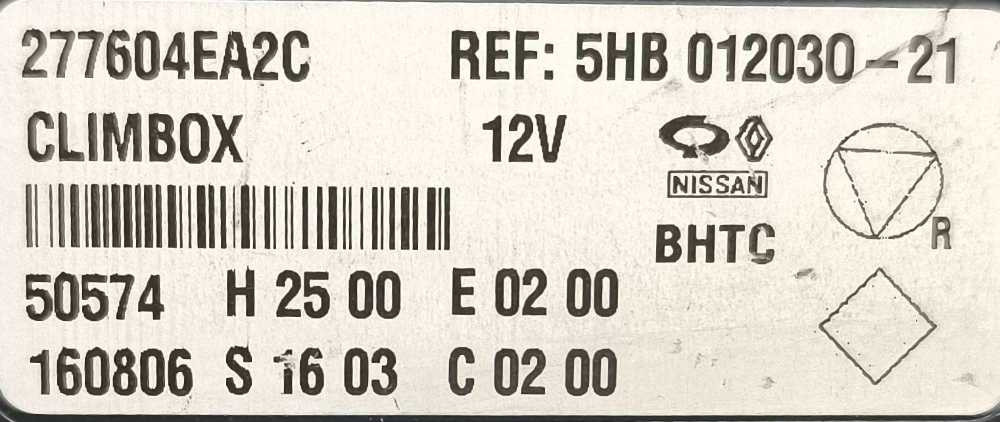 277604EA2C REF: 5HB 012030-21
CLIMBOX 12V
NISSAN
BHTC
R
50574 H 25 00 E 02 00
160806 S 16 03 C 02 00